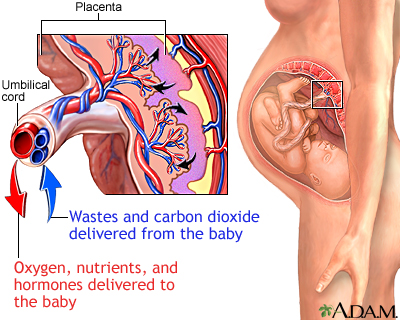 Placenta
Umbilical
cord
Wastes and carbon dioxide
delivered from the baby
Oxygen, nutrients, and
hormones delivered to
the baby
A.D.A.M.